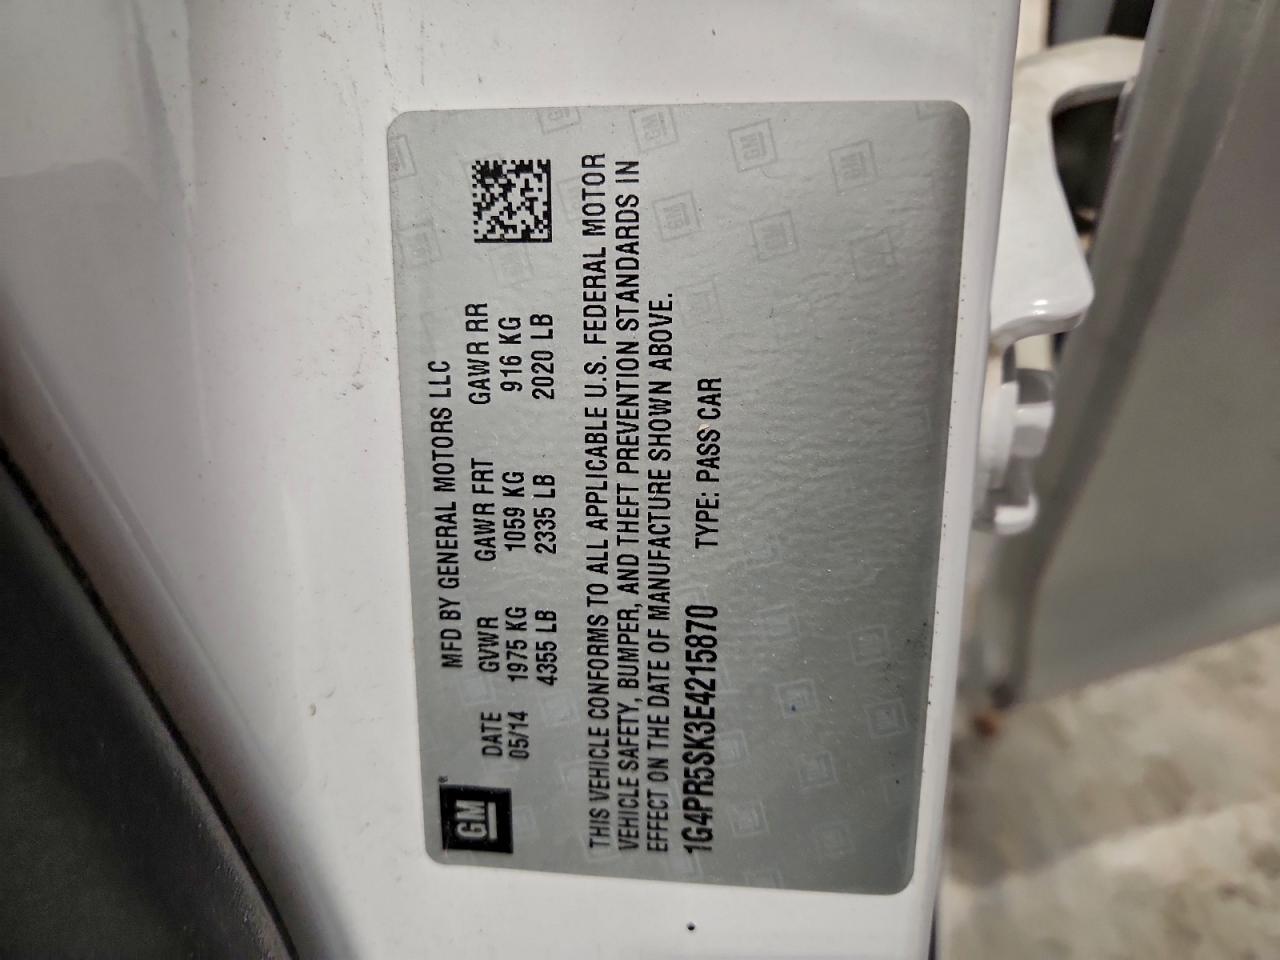 GM
MFD BY GENERAL MOTORS LLC
DATE GVWR GAWR FRT GAWR RR
05/14 1975 KG 1059 KG 916 KG
4355 LB 2335 LB 2020 LB
THIS VEHICLE CONFORMS TO ALL APPLICABLE U.S. FEDERAL MOTOR
VEHICLE SAFETY, BUMPER, AND THEFT PREVENTION STANDARDS IN
EFFECT ON THE DATE OF MANUFACTURE SHOWN ABOVE.
1G4PR5SK3E4215870 TYPE: PASS CAR